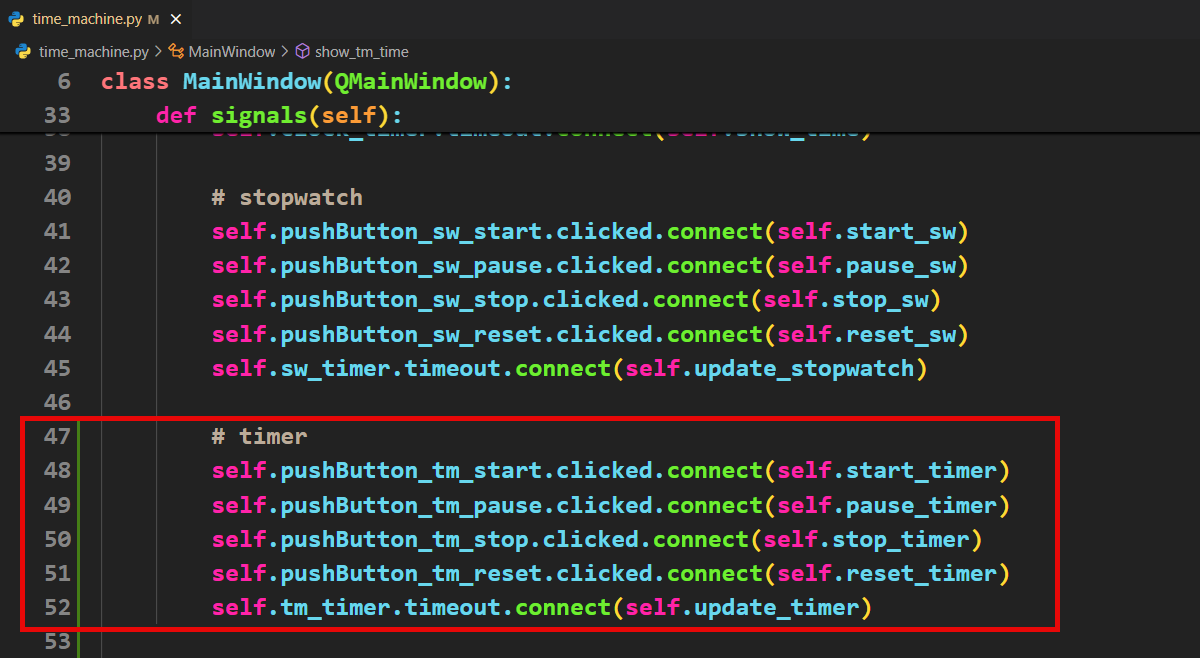 time_machine.py M
time_machine.py > MainWindow > show_tm_time
6 class MainWindow(QMainWindow):
33 def signals(self):
39
40 # stopwatch
41 self.pushButton_sw_start.clicked.connect(self.start_sw)
42 self.pushButton_sw_pause.clicked.connect(self.pause_sw)
43 self.pushButton_sw_stop.clicked.connect(self.stop_sw)
44 self.pushButton_sw_reset.clicked.connect(self.reset_sw)
45 self.sw_timer.timeout.connect(self.update_stopwatch)
46
47 # timer
48 self.pushButton_tm_start.clicked.connect(self.start_timer)
49 self.pushButton_tm_pause.clicked.connect(self.pause_timer)
50 self.pushButton_tm_stop.clicked.connect(self.stop_timer)
51 self.pushButton_tm_reset.clicked.connect(self.reset_timer)
52 self.tm_timer.timeout.connect(self.update_timer)
53